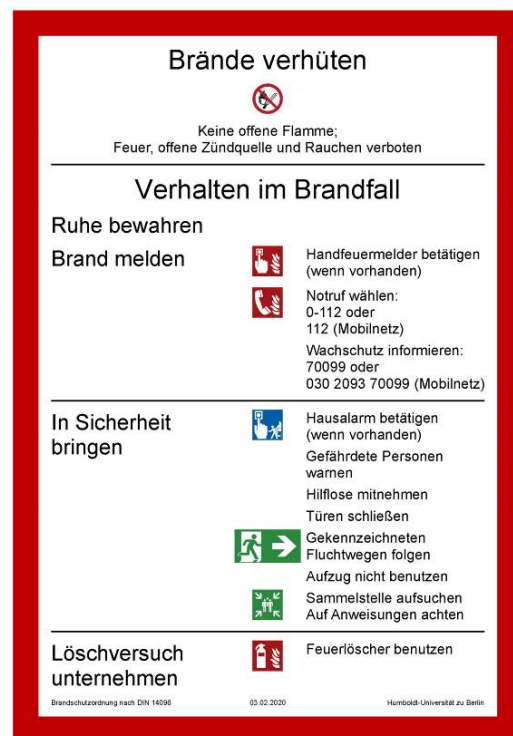 Brände verhüten
Keine offene Flamme;
Feuer, offene Zündquelle und Rauchen verboten
Verhalten im Brandfall
Ruhe bewahren
Brand melden
Handfeuermelder betätigen
(wenn vorhanden)
Notruf wählen:
0-112 oder
112 (Mobilnetz)
Wachschutz informieren:
70099 oder
030 2093 70099 (Mobilnetz)
In Sicherheit
bringen
Hausalarm betätigen
(wenn vorhanden)
Gefährdete Personen
warnen
Hilflose mitnehmen
Türen schließen
Gekennzeichneten
Fluchtwegen folgen
Aufzug nicht benutzen
Sammelstelle aufsuchen
Auf Anweisungen achten
Löschversuch
unternehmen
Feuerlöscher benutzen
Brandschutzordnung nach DIN 14096
03.02.2020
Humboldt-Universität zu Berlin